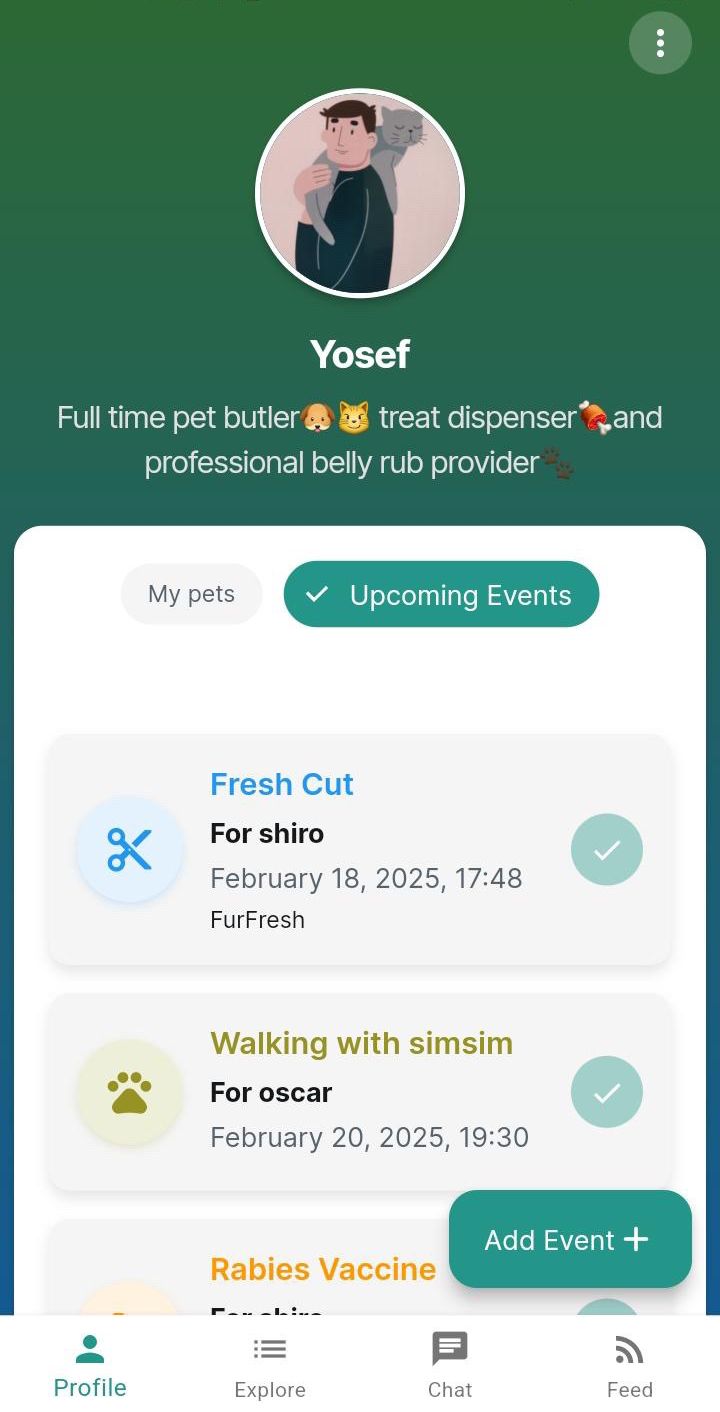 Yosef
Full time pet butler🐶😼 treat dispenser🍖and
professional belly rub provider🐾
My pets
Upcoming Events
Fresh Cut
For shiro
February 18, 2025, 17:48
FurFresh
Walking with simsim
For oscar
February 20, 2025, 19:30
Add Event +
Rabies Vaccine
For shiro
Profile
Explore
Chat
Feed